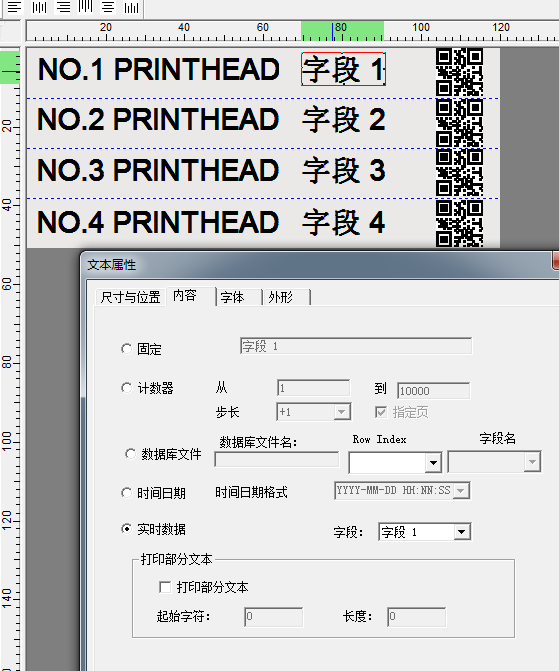 20 40 60 80 100 120
NO.1 PRINTHEAD 字段 1
20
NO.2 PRINTHEAD 字段 2
NO.3 PRINTHEAD 字段 3
40
NO.4 PRINTHEAD 字段 4
60
80
100
120
140
文本属性
尺寸与位置 内容 字体 外形
固定 字段 1
计数器 从 1 到 10000
步长 +1 指定页
数据库文件 数据库文件名: Row Index 字段名
时间日期 时间日期格式 YYYY-MM-DD HH:NN:SS
实时数据 字段: 字段 1
打印部分文本
打印部分文本
起始字符: 0 长度: 0